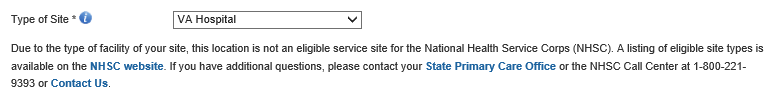 Type of Site * VA Hospital
Due to the type of facility of your site, this location is not an eligible service site for the National Health Service Corps (NHSC). A listing of eligible site types is
available on the NHSC website. If you have additional questions, please contact your State Primary Care Office or the NHSC Call Center at 1-800-221-
9393 or Contact Us.